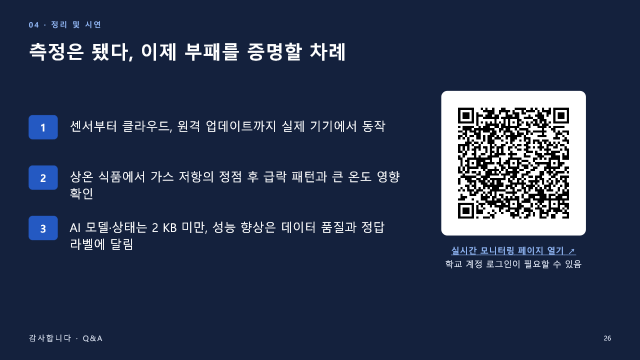 04 · 정리 및 시연
측정은 됐다, 이제 부패를 증명할 차례
1
센서부터 클라우드, 원격 업데이트까지 실제 기기에서 동작
2
상온 식품에서 가스 저항의 정점 후 급락 패턴과 큰 온도 영향
확인
3
AI 모델·상태는 2 KB 미만, 성능 향상은 데이터 품질과 정답
라벨에 달림
실시간 모니터링 페이지 열기 ↗
학교 계정 로그인이 필요할 수 있음
감사합니다 · Q&A
26